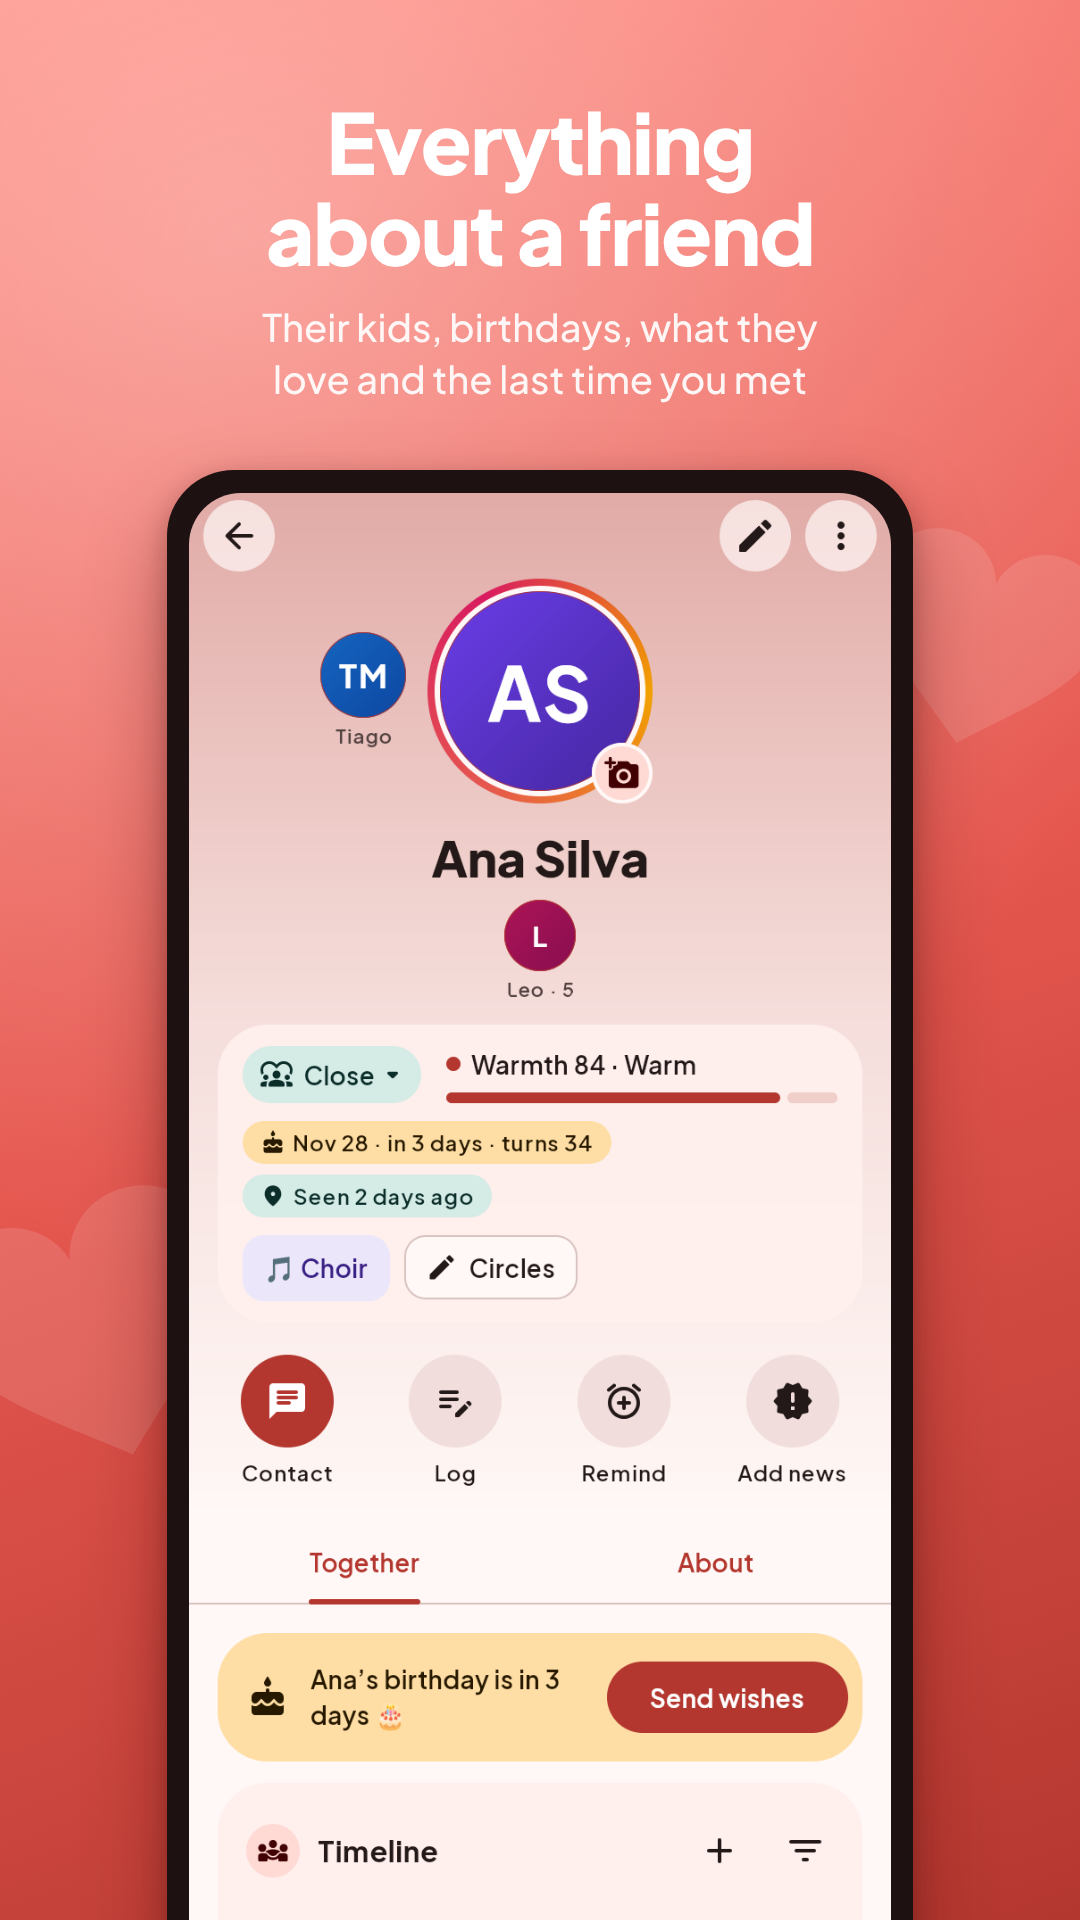 Everything
about a friend
Their kids, birthdays, what they
love and the last time you met
TM
Tiago
AS
Ana Silva
L
Leo · 5
Close
Warmth 84 · Warm
Nov 28 · in 3 days · turns 34
Seen 2 days ago
Choir
Circles
Contact
Log
Remind
Add news
Together
About
Ana’s birthday is in 3
days 🎂
Send wishes
Timeline